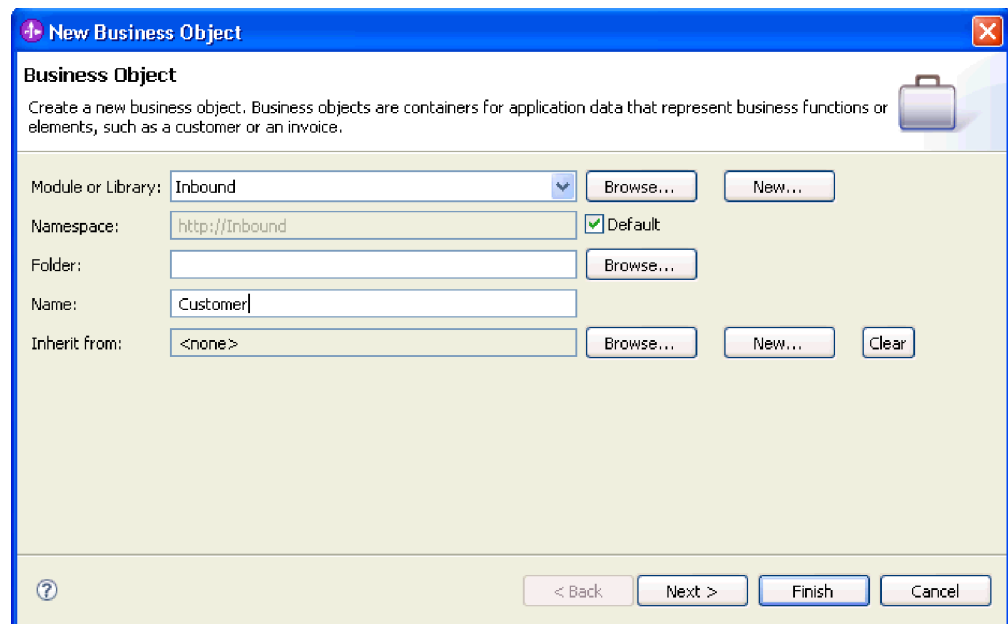 New Business Object
Business Object
Create a new business object. Business objects are containers for application data that represent business functions or
elements, such as a customer or an invoice.
Module or Library: Inbound Browse... New...
Namespace: http://Inbound Default
Folder: Browse...
Name: Customer
Inherit from: <none> Browse... New... Clear
? < Back Next > Finish Cancel